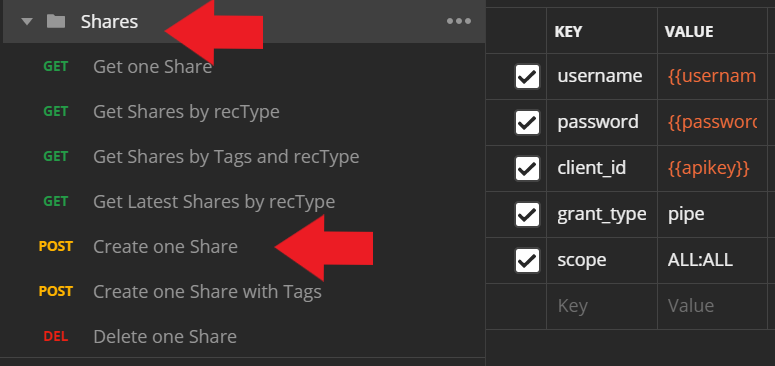 Shares
GET Get one Share
GET Get Shares by recType
GET Get Shares by Tags and recType
GET Get Latest Shares by recType
POST Create one Share
POST Create one Share with Tags
DEL Delete one Share
KEY VALUE
username {{usernam
password {{passworc
client_id {{apikey}}
grant_type pipe
scope ALL:ALL
Key Value